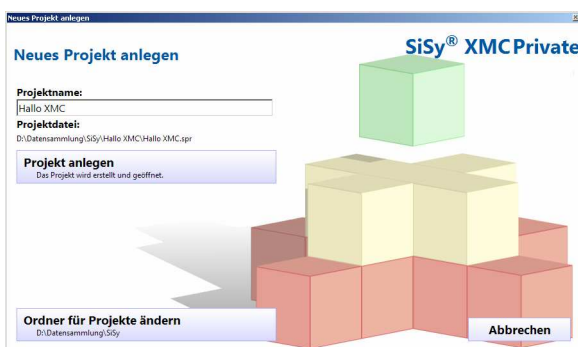 Neues Projekt anlegen
SiSy® XMC Private
Neues Projekt anlegen
Projektname:
Hallo XMC
Projektdatei:
D:\Datensammlung\SiSy\Hallo XMC\Hallo XMC.spr
Projekt anlegen
Das Projekt wird erstellt und geöffnet.
Ordner für Projekte ändern
D:\Datensammlung\SiSy
Abbrechen